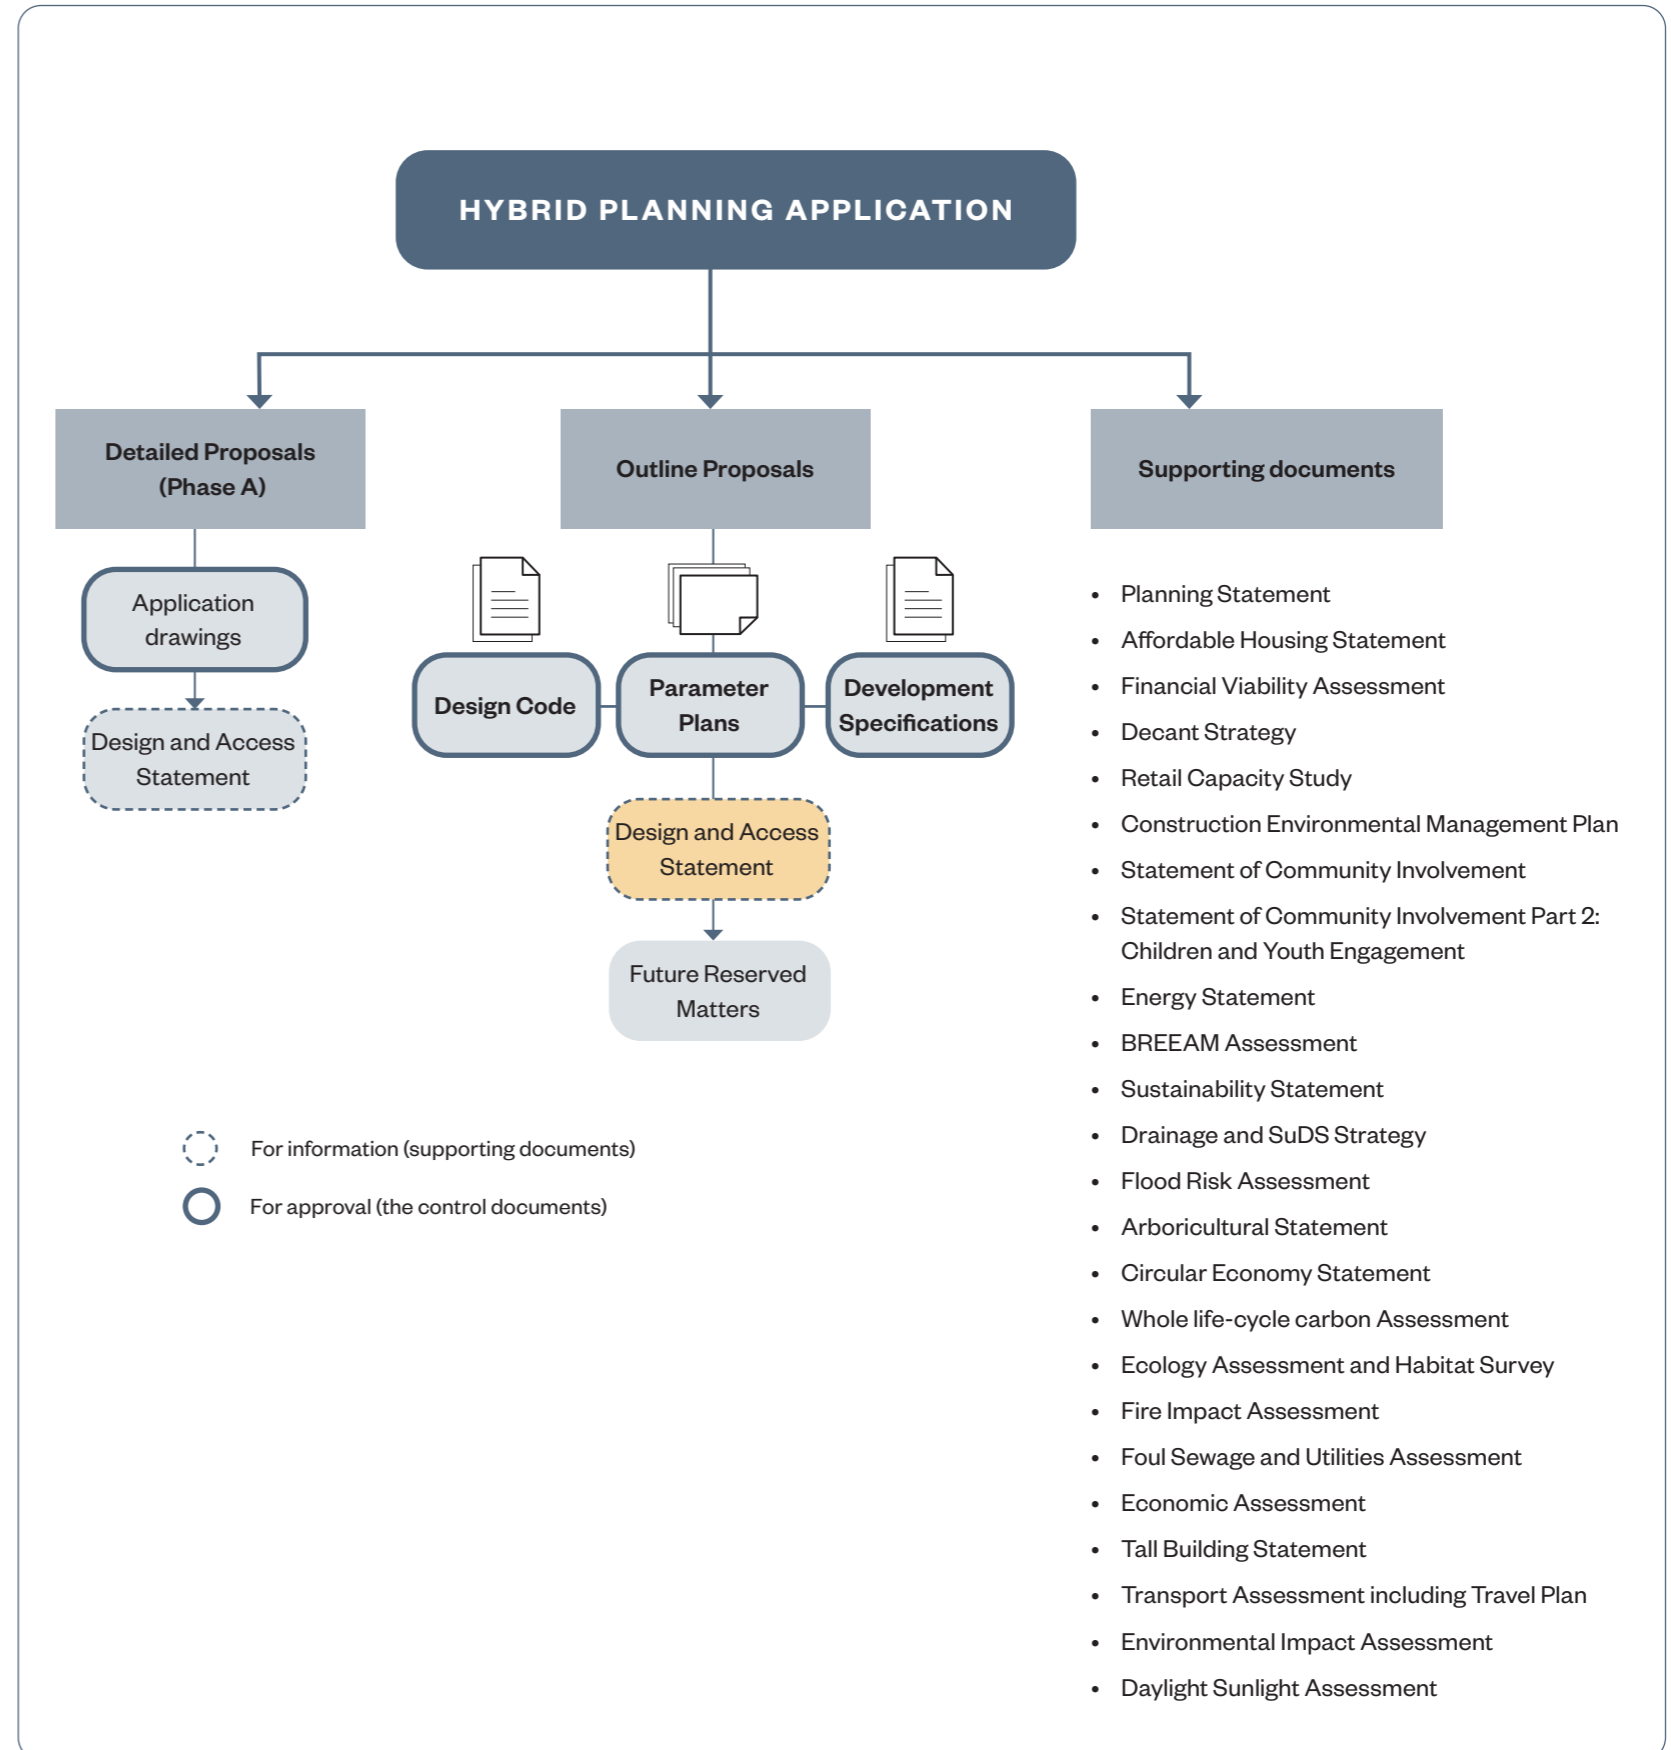 HYBRID PLANNING APPLICATION
Detailed Proposals
(Phase A)
Application
drawings
Design and Access
Statement
Outline Proposals
Design Code
Parameter
Plans
Development
Specifications
Design and Access
Statement
Future Reserved
Matters
For information (supporting documents)
For approval (the control documents)
Supporting documents
• Planning Statement
• Affordable Housing Statement
• Financial Viability Assessment
• Decant Strategy
• Retail Capacity Study
• Construction Environmental Management Plan
• Statement of Community Involvement
• Statement of Community Involvement Part 2:
Children and Youth Engagement
• Energy Statement
• BREEAM Assessment
• Sustainability Statement
• Drainage and SuDS Strategy
• Flood Risk Assessment
• Arboricultural Statement
• Circular Economy Statement
• Whole life-cycle carbon Assessment
• Ecology Assessment and Habitat Survey
• Fire Impact Assessment
• Foul Sewage and Utilities Assessment
• Economic Assessment
• Tall Building Statement
• Transport Assessment including Travel Plan
• Environmental Impact Assessment
• Daylight Sunlight Assessment